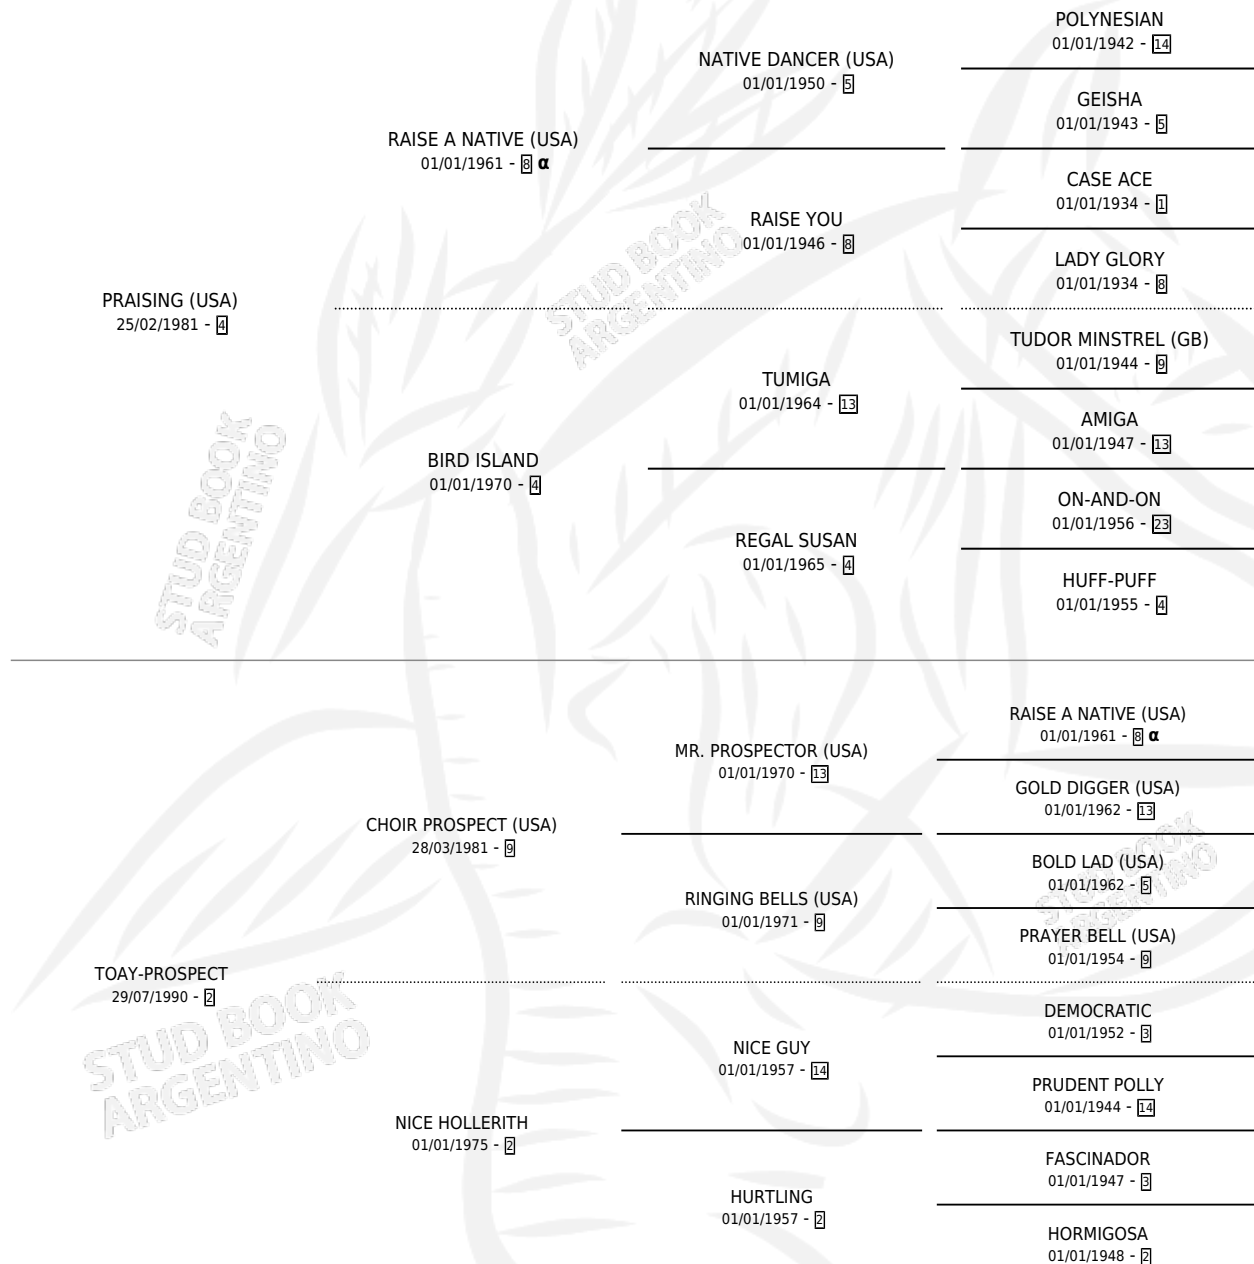 POLYNESIAN
01/01/1942 - 14
NATIVE DANCER (USA)
01/01/1950 - 5
GEISHA
01/01/1943 - 5
RAISE A NATIVE (USA)
01/01/1961 - 8 α
CASE ACE
01/01/1934 - 1
RAISE YOU
01/01/1946 - 8
LADY GLORY
01/01/1934 - 8
PRAISING (USA)
25/02/1981 - 4
TUDOR MINSTREL (GB)
01/01/1944 - 9
TUMIGA
01/01/1964 - 13
AMIGA
01/01/1947 - 13
BIRD ISLAND
01/01/1970 - 4
ON-AND-ON
01/01/1956 - 23
REGAL SUSAN
01/01/1965 - 4
HUFF-PUFF
01/01/1955 - 4
RAISE A NATIVE (USA)
01/01/1961 - 8 α
MR. PROSPECTOR (USA)
01/01/1970 - 13
GOLD DIGGER (USA)
01/01/1962 - 13
CHOIR PROSPECT (USA)
28/03/1981 - 9
BOLD LAD (USA)
01/01/1962 - 5
RINGING BELLS (USA)
01/01/1971 - 9
PRAYER BELL (USA)
01/01/1954 - 9
TOAY-PROSPECT
29/07/1990 - 2
DEMOCRATIC
01/01/1952 - 3
NICE GUY
01/01/1957 - 14
PRUDENT POLLY
01/01/1944 - 14
NICE HOLLERITH
01/01/1975 - 2
FASCINADOR
01/01/1947 - 3
HURTLING
01/01/1957 - 2
HORMIGOSA
01/01/1948 - 2
STUD BOOK
ARGENTINO
STUD BOOK
ARGENTINO
STUD BOOK
ARGENTINO
STUD BOOK
ARGENTINO